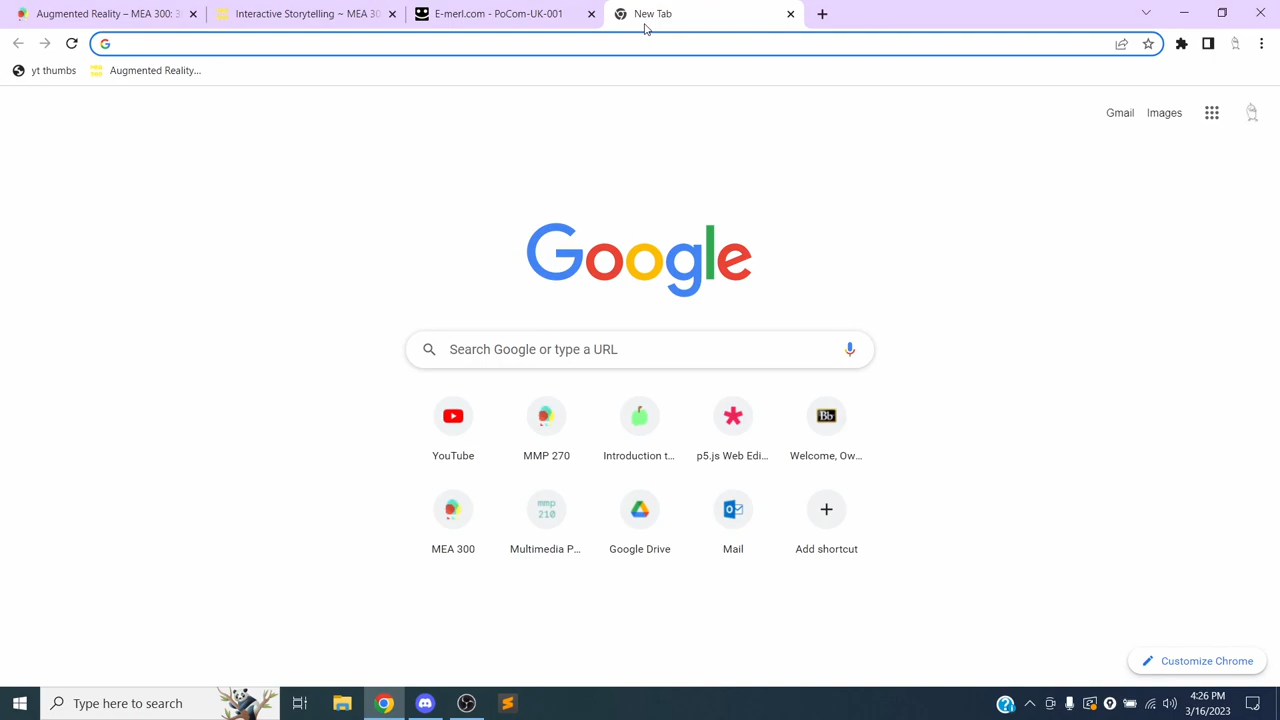 Augmented Reality – MEA 300: 3
Interactive Storytelling ~ MEA 30
E-merl.com - PoCom-UK-001
New Tab
yt thumbs
Augmented Reality...
Gmail
Images
Google
Search Google or type a URL
YouTube
MMP 270
Introduction t...
p5.js Web Edi...
Bb
Welcome, Ow...
MEA 300
mmp
210
Multimedia P...
Google Drive
Mail
Add shortcut
Customize Chrome
Type here to search
4:26 PM
3/16/2023